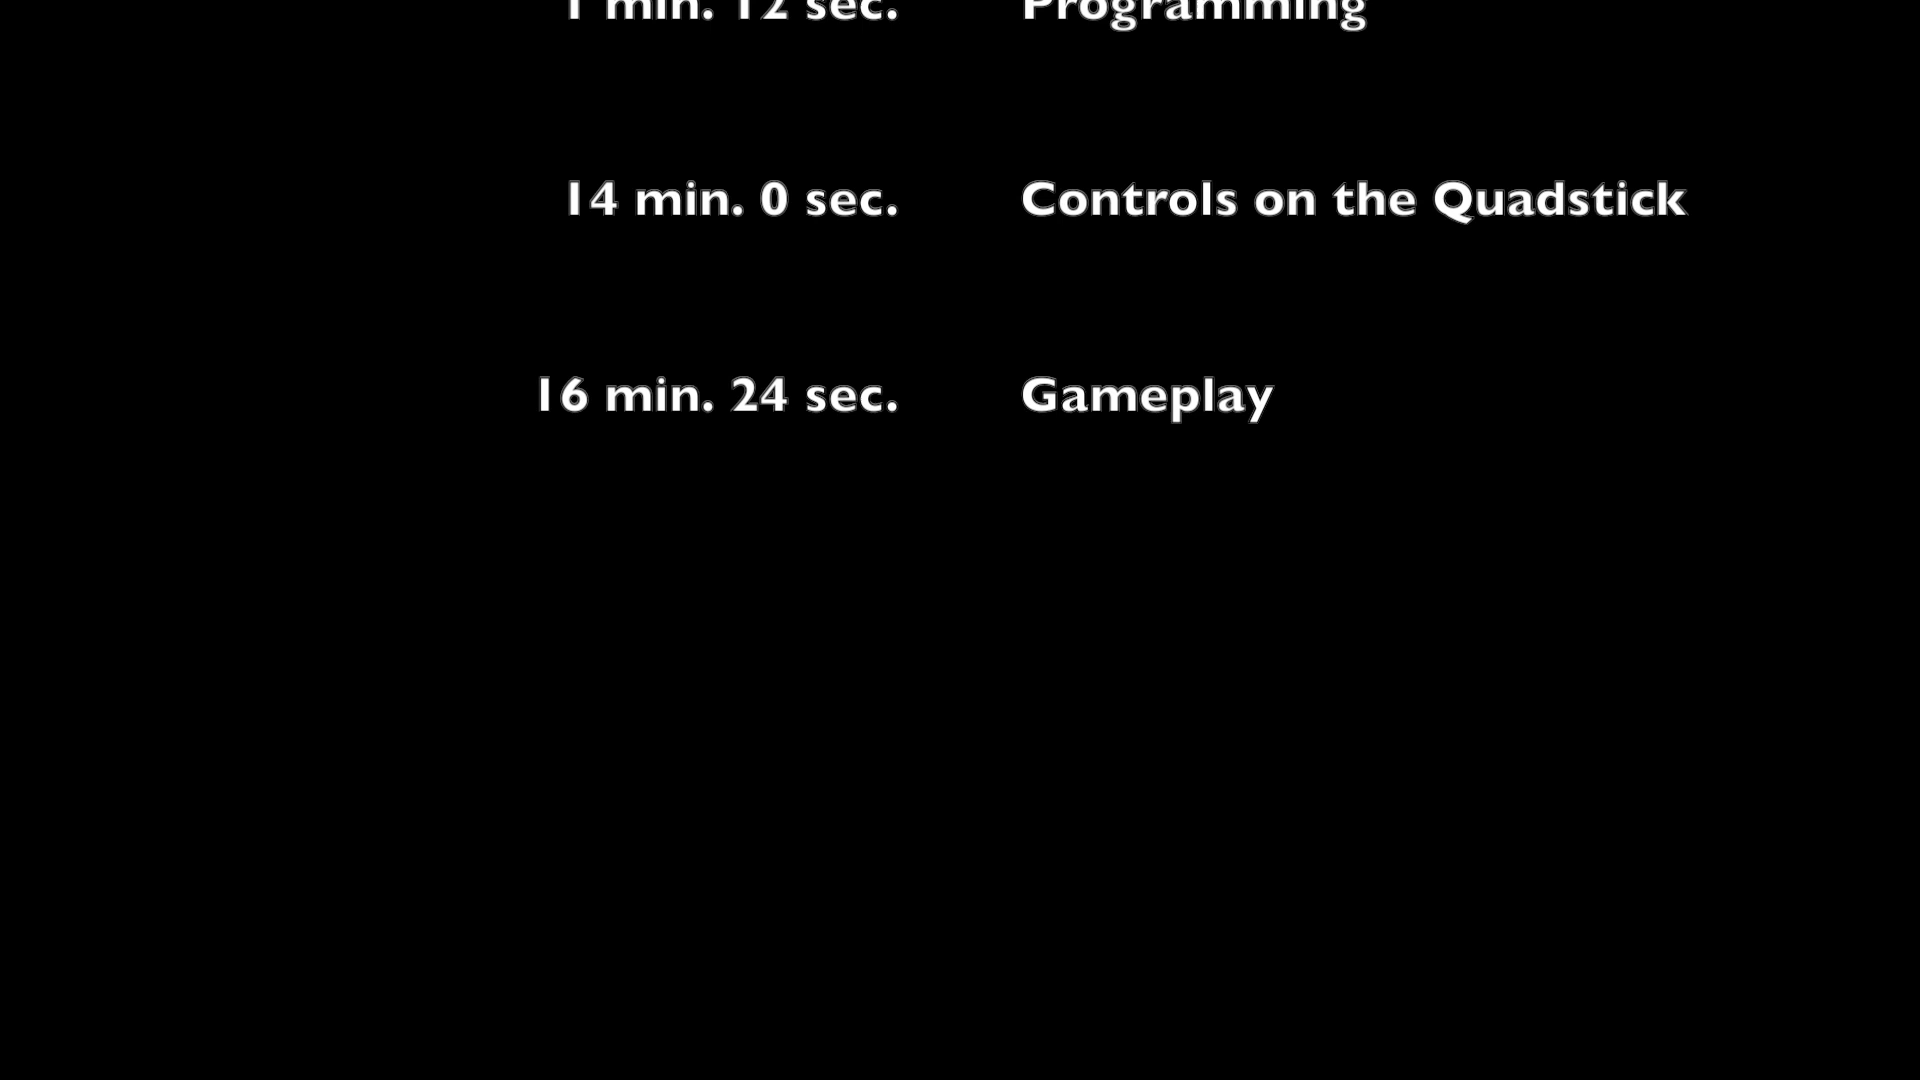 1 min. 12 sec. Programming
14 min. 0 sec. Controls on the Quadstick
16 min. 24 sec. Gameplay